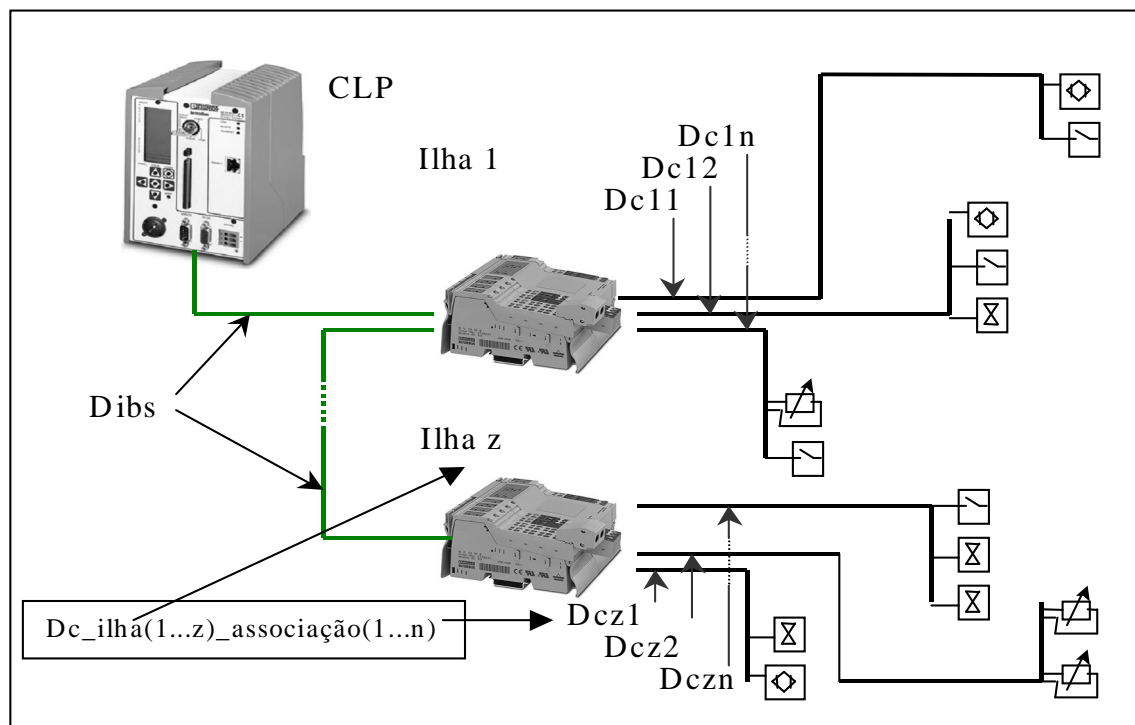 CLP
Ilha 1
Dc1n
Dc12
Dc11
Dibs
Ilha z
Dc_ilha(1...z)_associação(1...n)
Dcz1
Dcz2
Dczn